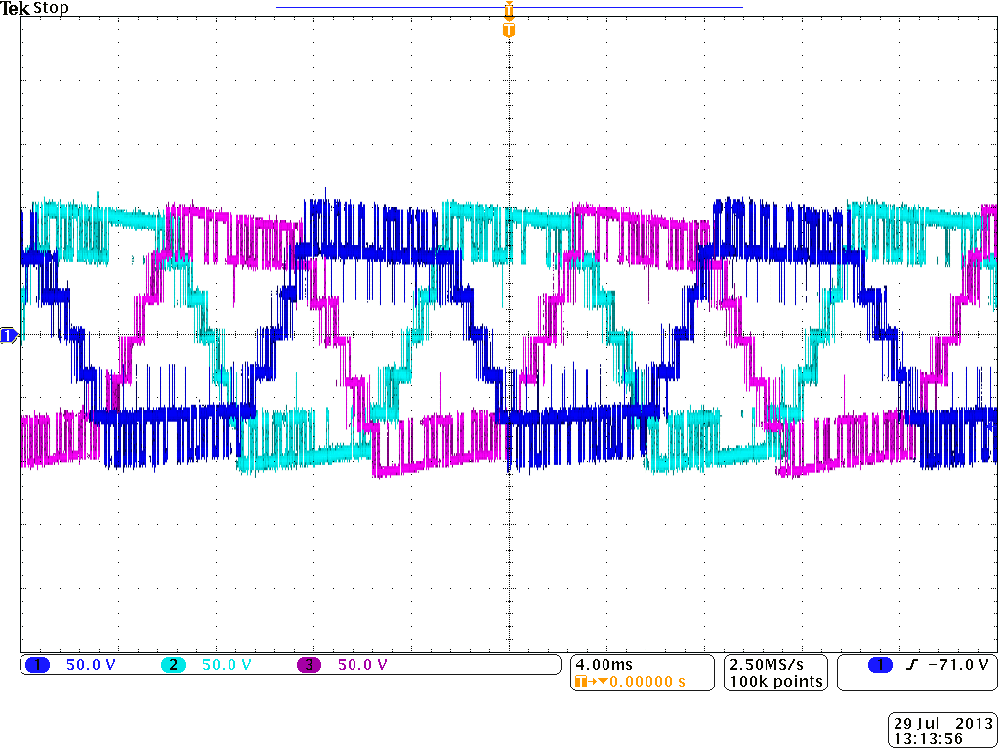 Tek Stop
T
T
T
1 50.0 V 2 50.0 V 3 50.0 V
4.00ms
T→▼0.00000 s
2.50MS/s
100k points
1 ∫ −71.0 V
29 Jul 2013
13:13:56